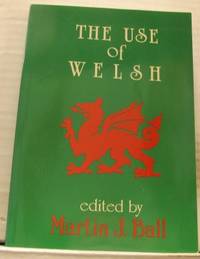 THE USE
of
WELSH
edited by
Martin J. Ball